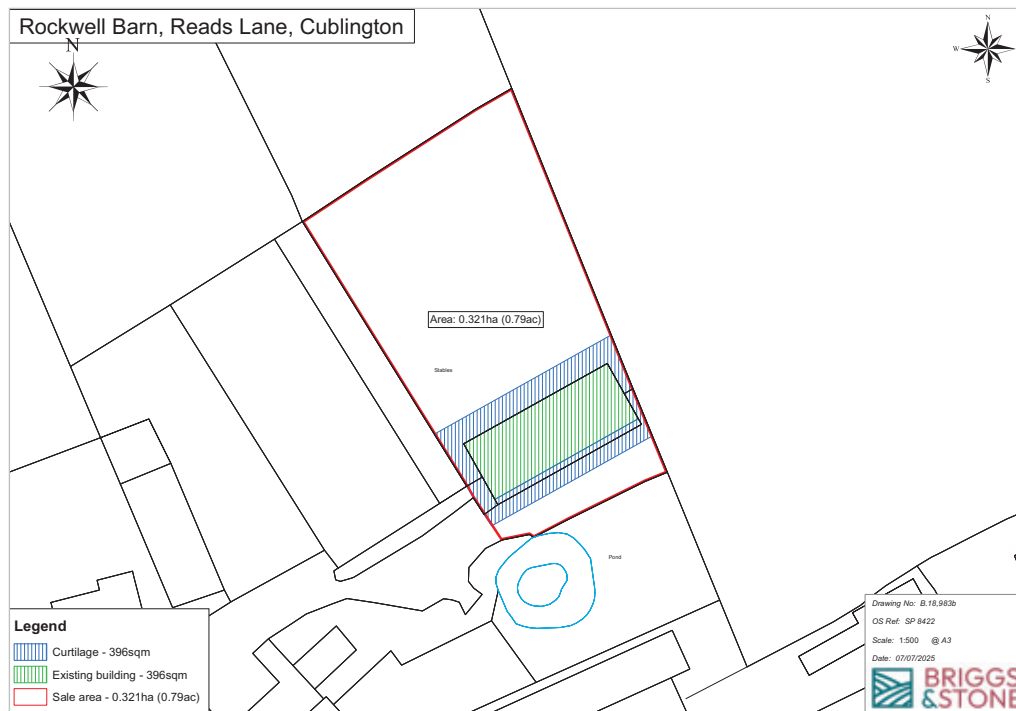 Rockwell Barn, Reads Lane, Cublington
N
N
W
E
S
Area: 0.321ha (0.79ac)
Stables
Pond
Legend
Curtilage - 396sqm
Existing building - 396sqm
Sale area - 0.321ha (0.79ac)
Drawing No: B.18,983b
OS Ref: SP 8422
Scale: 1:500 @ A3
Date: 07/07/2025
BRIGGS
&STONE